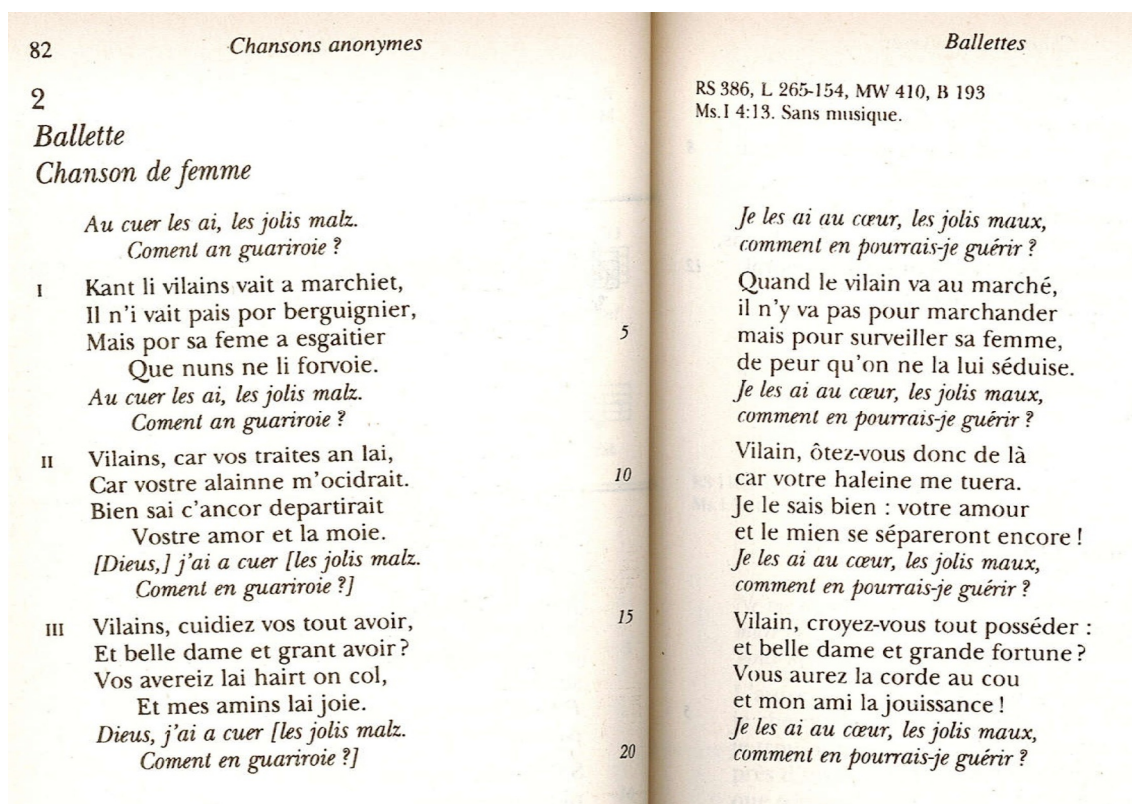 82
Chansons anonymes
2
Ballette
Chanson de femme
Au cuer les ai, les jolis malz.
Coment an guariroie ?
I Kant li vilains vait a marchiet,
Il n'i vait pais por berguignier,
Mais por sa feme a esgaitier
5
Que nuns ne li forvoie.
Au cuer les ai, les jolis malz.
Coment an guariroie ?
II Vilains, car vos traites an lai,
Car vostre alainne m'ocidrait.
10
Bien sai c'ancor departirait
Vostre amor et la moie.
[Dieus,] j'ai a cuer [les jolis malz.
Coment en guariroie ?]
III Vilains, cuidiez vos tout avoir,
15
Et belle dame et grant avoir ?
Vos avereiz lai hairt on col,
Et mes amins lai joie.
Dieus, j'ai a cuer [les jolis malz.
Coment en guariroie ?]
20
Ballettes
RS 386, L 265-154, MW 410, B 193
Ms.I 4:13. Sans musique.
Je les ai au cœur, les jolis maux,
comment en pourrais-je guérir ?
Quand le vilain va au marché,
il n'y va pas pour marchander
mais pour surveiller sa femme,
de peur qu'on ne la lui séduise.
Je les ai au cœur, les jolis maux,
comment en pourrais-je guérir ?
Vilain, ôtez-vous donc de là
car votre haleine me tuera.
Je le sais bien : votre amour
et le mien se sépareront encore !
Je les ai au cœur, les jolis maux,
comment en pourrais-je guérir ?
Vilain, croyez-vous tout posséder :
et belle dame et grande fortune ?
Vous aurez la corde au cou
et mon ami la jouissance !
Je les ai au cœur, les jolis maux,
comment en pourrais-je guérir ?